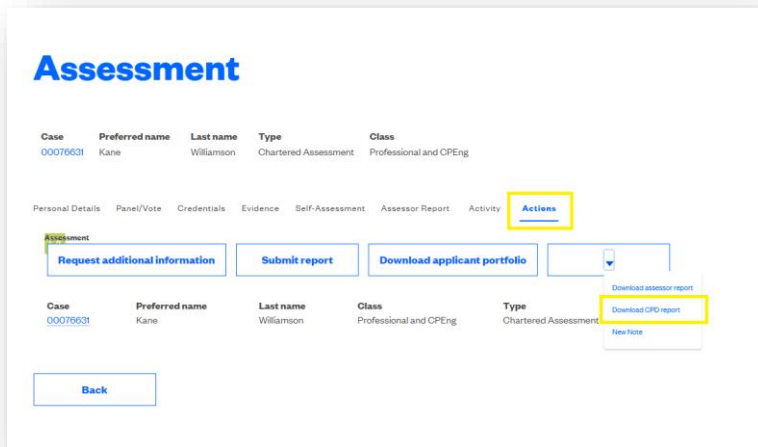 Assessment
Case Preferred name Last name Type Class
00076631 Kane Williamson Chartered Assessment Professional and CPEng
Personal Details Panel/Vote Credentials Evidence Self-Assessment Assessor Report Activity Actions
Assessment
Request additional information Submit report Download applicant portfolio
Download assessor report
Case Preferred name Last name Class Type
Download CPD report
00076631 Kane Williamson Professional and CPEng Chartered Assessment
New Note
Back